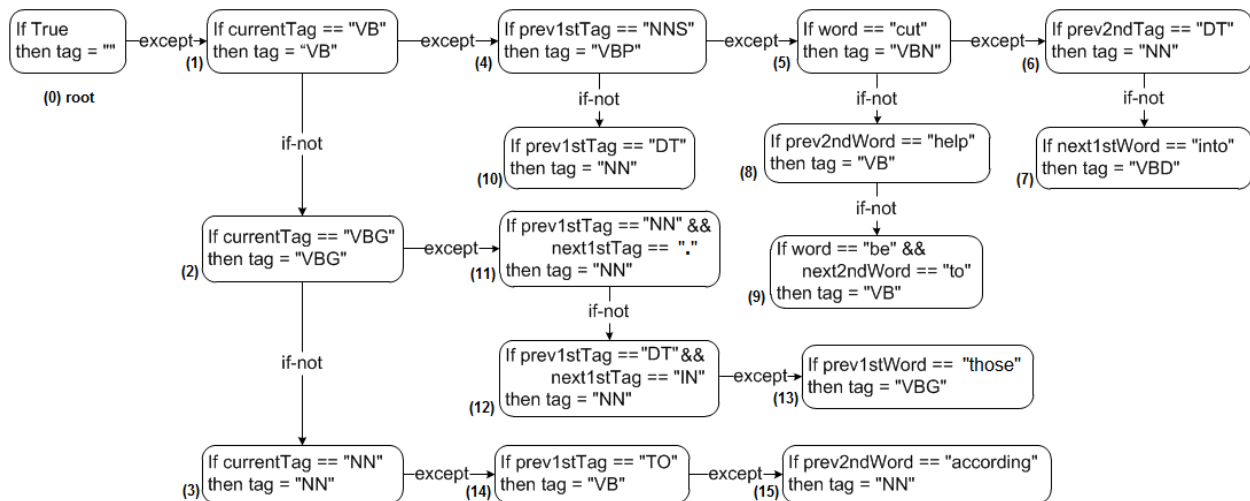 If True
then tag = ""
(0) root
except
If currentTag == "VB"
then tag = “VB"
(1)
except
If prev1stTag == "NNS"
then tag = "VBP"
(4)
except
If word == "cut"
then tag = "VBN"
(5)
except
If prev2ndTag == "DT"
then tag = "NN"
(6)
if-not
if-not
if-not
if-not
If prev1stTag == "DT"
then tag = "NN"
(10)
If prev2ndWord == "help"
then tag = "VB"
(8)
If next1stWord == "into"
then tag = "VBD"
(7)
if-not
If currentTag == "VBG"
then tag = "VBG"
(2)
except
If prev1stTag == "NN" &&
next1stTag == "."
then tag = "NN"
(11)
If word == "be" &&
next2ndWord == "to"
then tag = "VB"
(9)
if-not
if-not
If prev1stTag == "DT" &&
next1stTag == "IN"
then tag = "NN"
(12)
except
If prev1stWord == "those"
then tag = "VBG"
(13)
If currentTag == "NN"
then tag = "NN"
(3)
except
If prev1stTag == "TO"
then tag = "VB"
(14)
except
If prev2ndWord == "according"
then tag = "NN"
(15)